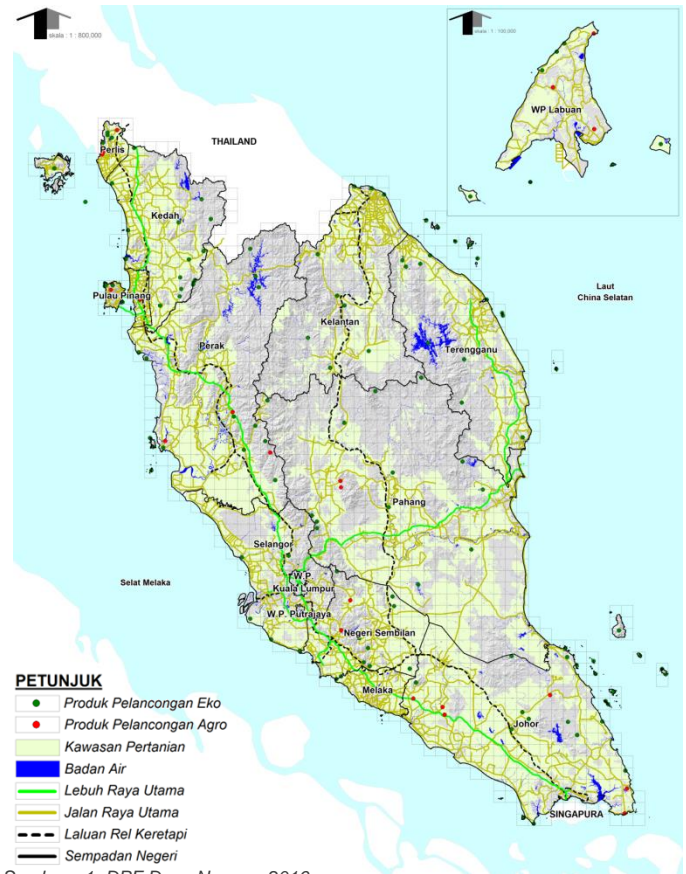 skala : 1 : 800,000
skala : 1 : 100,000
WP Labuan
THAILAND
Perlis
Kedah
Pulau Pinang
Perak
Kelantan
Terengganu
Laut
China Selatan
Pahang
Selangor
W.P.
Kuala Lumpur
W.P. Putrajaya
Selat Melaka
Negeri Sembilan
Melaka
Johor
SINGAPURA
PETUNJUK
Produk Pelancongan Eko
Produk Pelancongan Agro
Kawasan Pertanian
Badan Air
Lebuh Raya Utama
Jalan Raya Utama
Laluan Rel Keretapi
Sempadan Negeri